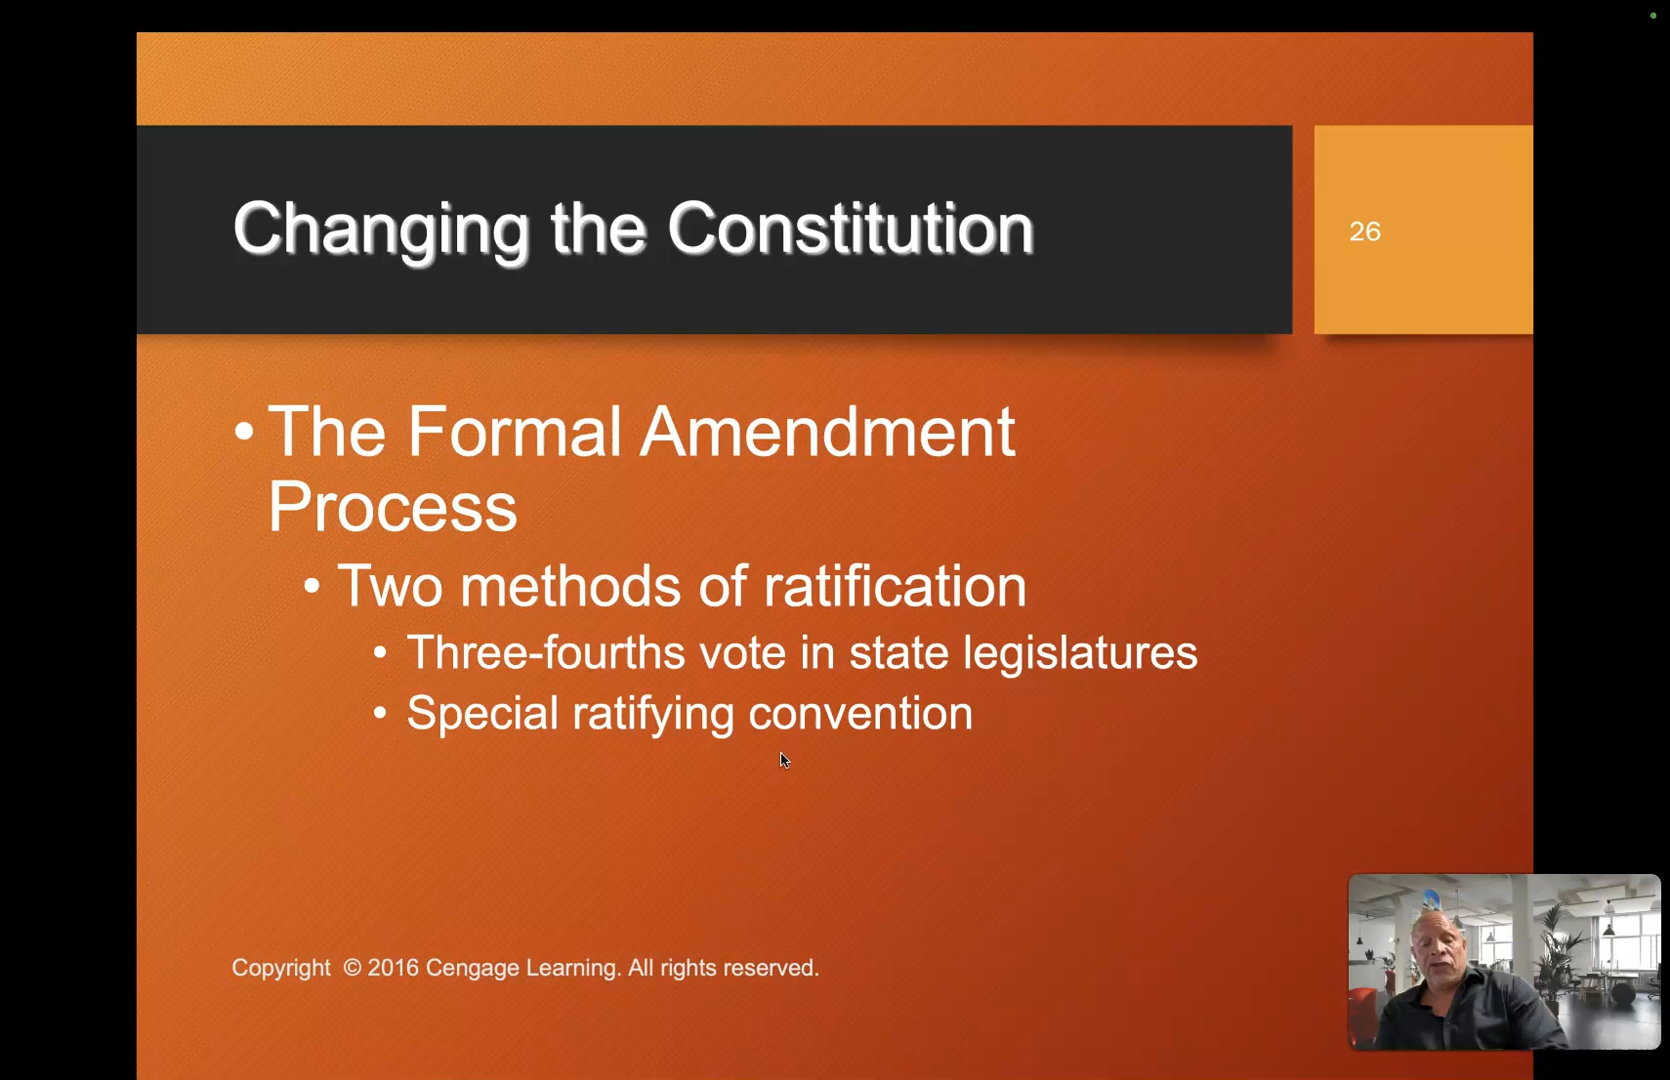 Changing the Constitution
26
• The Formal Amendment
Process
• Two methods of ratification
• Three-fourths vote in state legislatures
• Special ratifying convention
Copyright © 2016 Cengage Learning. All rights reserved.